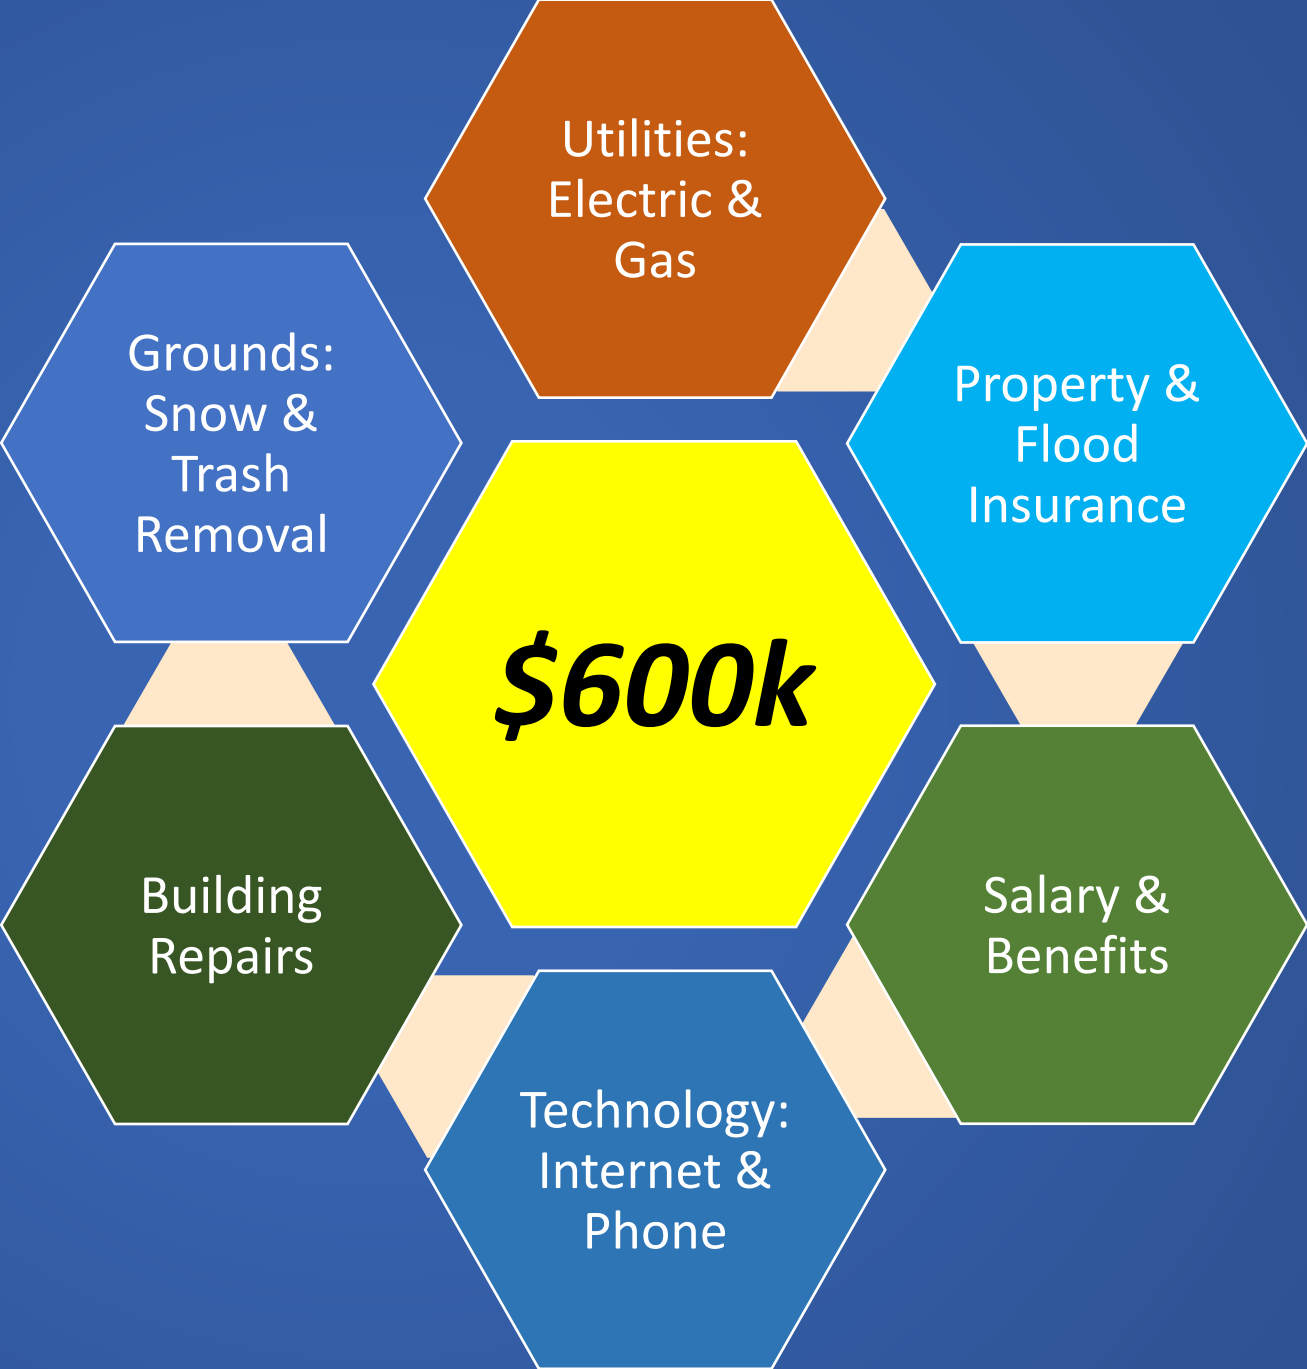 Utilities:
Electric &
Gas
Property &
Flood
Insurance
Salary &
Benefits
Technology:
Internet &
Phone
Building
Repairs
Grounds:
Snow &
Trash
Removal
$600k